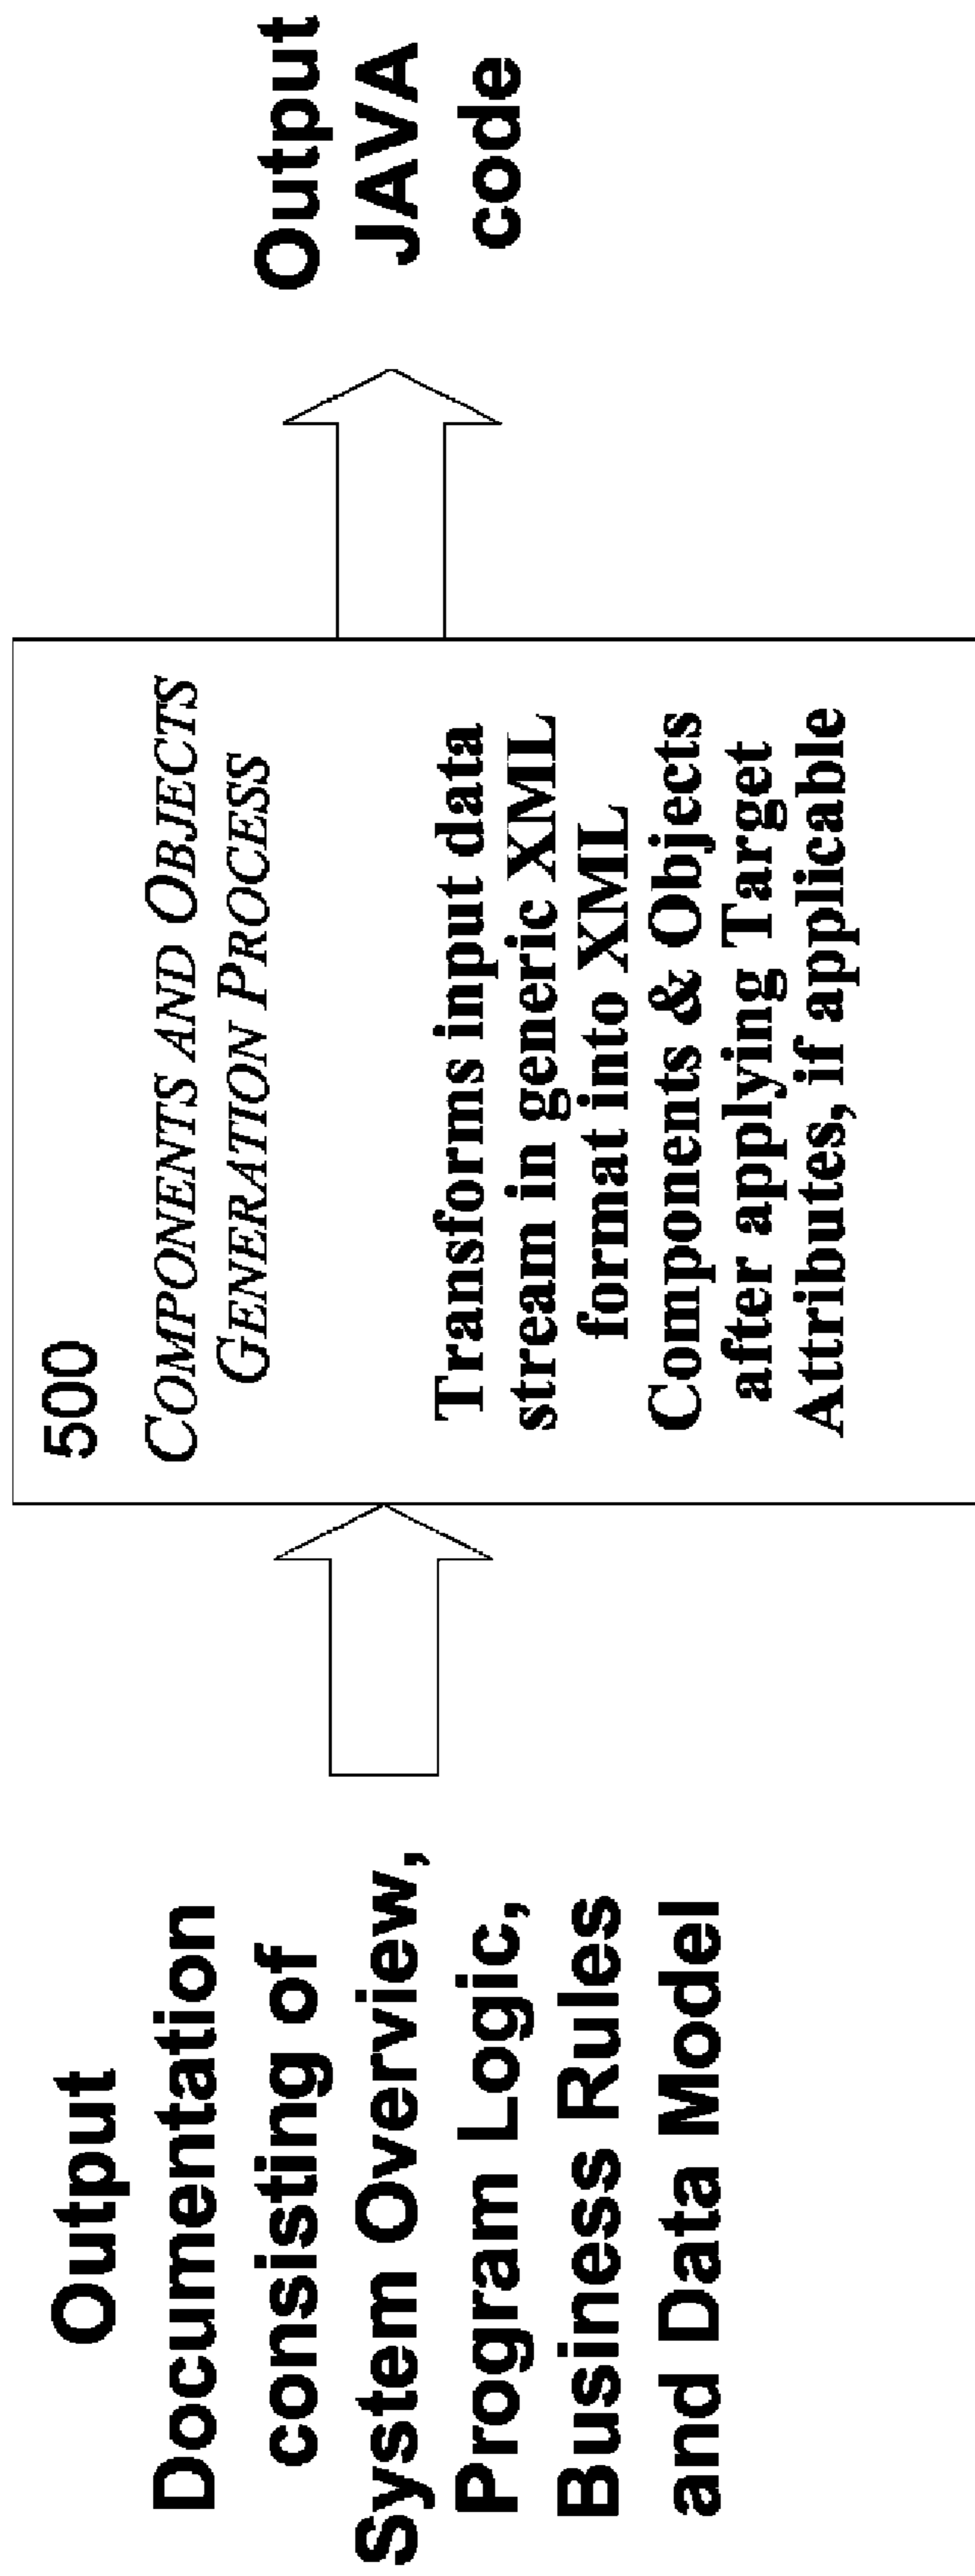 Output
Documentation
consisting of
System Overview,
Program Logic,
Business Rules
and Data Model
500
COMPONENTS AND OBJECTS
GENERATION PROCESS
Transforms input data
stream in generic XML
format into XML
Components & Objects
after applying Target
Attributes, if applicable
Output
JAVA
code